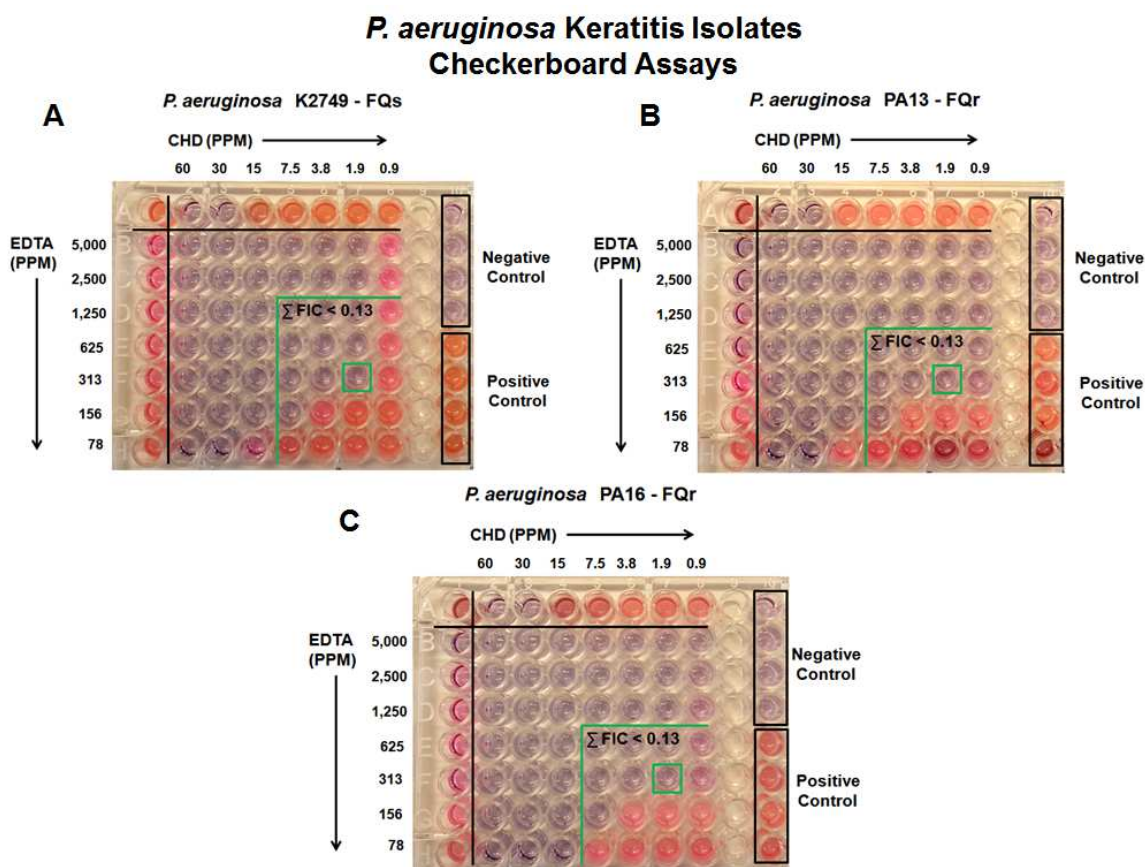 P. aeruginosa Keratitis Isolates
Checkerboard Assays
A
P. aeruginosa K2749 - FQs
CHD (PPM)
60 30 15 7.5 3.8 1.9 0.9
EDTA
(PPM)
5,000
2,500
1,250
625
313
156
78
∑ FIC < 0.13
Negative
Control
Positive
Control
B
P. aeruginosa PA13 - FQr
CHD (PPM)
60 30 15 7.5 3.8 1.9 0.9
EDTA
(PPM)
5,000
2,500
1,250
625
313
156
78
∑ FIC < 0.13
Negative
Control
Positive
Control
C
P. aeruginosa PA16 - FQr
CHD (PPM)
60 30 15 7.5 3.8 1.9 0.9
EDTA
(PPM)
5,000
2,500
1,250
625
313
156
78
∑ FIC < 0.13
Negative
Control
Positive
Control